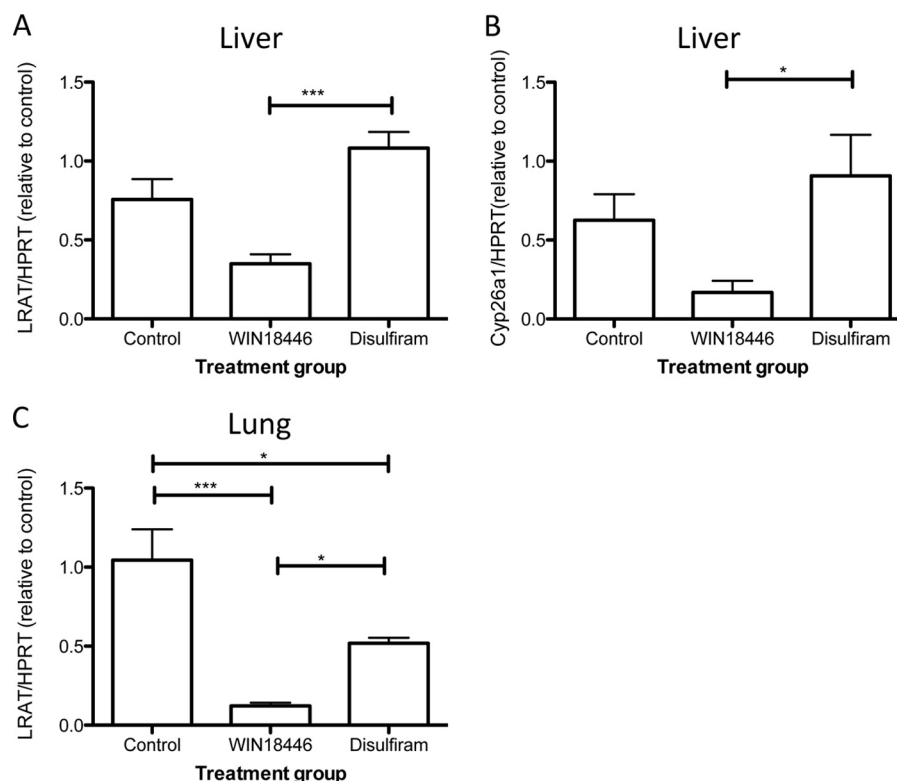 A
Liver
LRAT/HPRT (relative to control)
1.5
1.0
0.5
0.0
***
Control
WIN18446
Disulfiram
Treatment group
B
Liver
Cyp26a1/HPRT(relative to control)
1.5
1.0
0.5
0.0
*
Control
WIN18446
Disulfiram
Treatment group
C
Lung
LRAT/HPRT (relative to control)
1.5
1.0
0.5
0.0
*
***
*
Control
WIN18446
Disulfiram
Treatment group